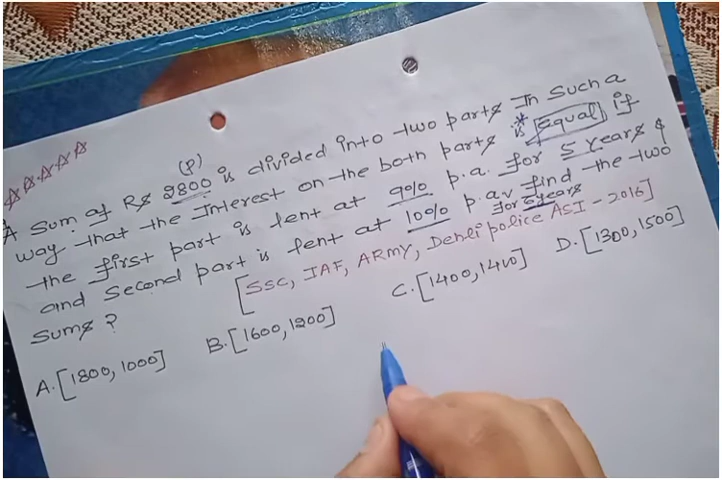 ☆☆☆☆☆
(P)
A Sum of Rs 2800 is divided into two parts In Such a
way that the Interest on the both parts is Equal, if
the first part is lent at 9% p.a. for 5 years &
and second part is lent at 10% p.a, find the two
for 6 years
Sums ?
[SSC, IAF, ARMY, Dehli police ASI - 2016]
A. [1800, 1000] B. [1600, 1200] C. [1400, 1400] D. [1300, 1500]